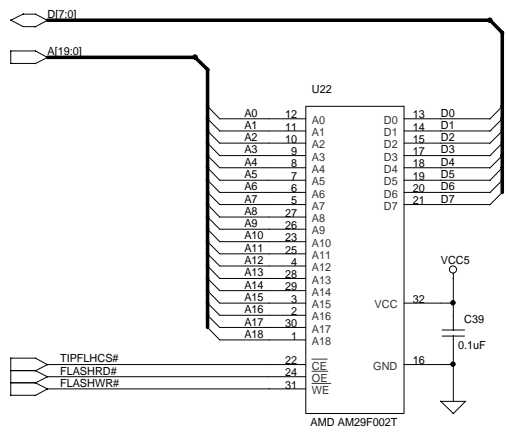 D[7:0]
A[19:0]
U22
A0 12 A0 D0 13 D0
A1 11 A1 D1 14 D1
A2 10 A2 D2 15 D2
A3 9 A3 D3 17 D3
A4 8 A4 D4 18 D4
A5 7 A5 D5 19 D5
A6 6 A6 D6 20 D6
A7 5 A7 D7 21 D7
A8 27 A8
A9 26 A9
A10 23 A10
A11 25 A11
A12 4 A12
A13 28 A13
A14 29 A14
A15 3 A15
A16 2 A16
A17 30 A17
A18 1 A18
VCC5
VCC 32
C39
0.1uF
TIPFLHCS# 22 CE GND 16
FLASHRD# 24 OE
FLASHWR# 31 WE
AMD AM29F002T